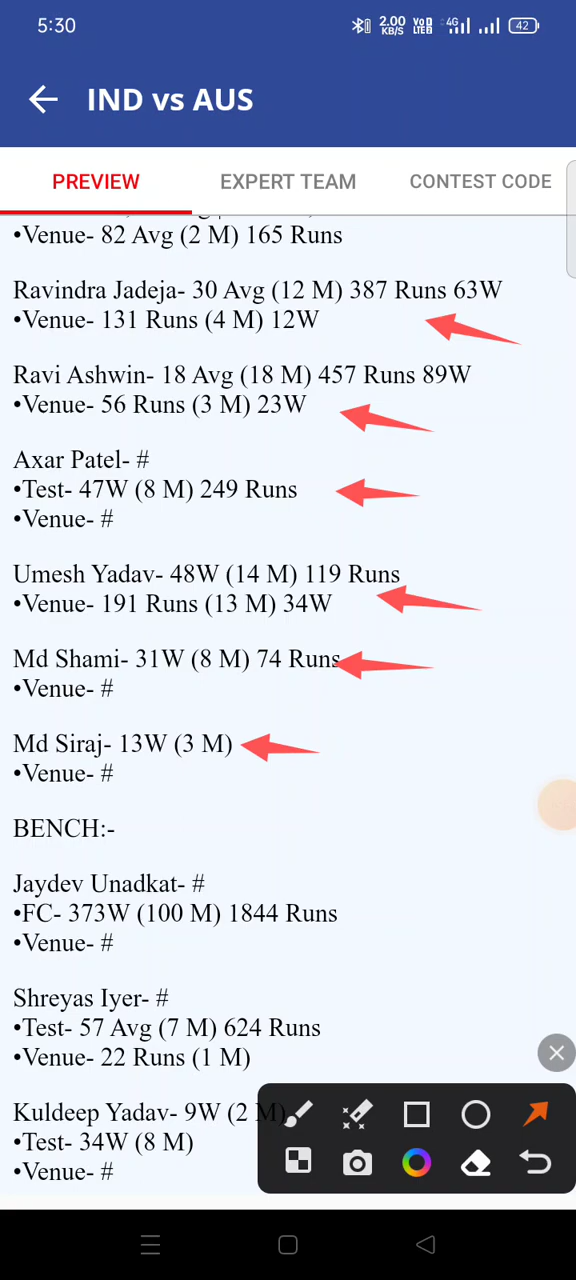 5:30
2.00 KB/S Vo LTE 4G 42
IND vs AUS
PREVIEW EXPERT TEAM CONTEST CODE
•Venue- 82 Avg (2 M) 165 Runs
Ravindra Jadeja- 30 Avg (12 M) 387 Runs 63W
•Venue- 131 Runs (4 M) 12W
Ravi Ashwin- 18 Avg (18 M) 457 Runs 89W
•Venue- 56 Runs (3 M) 23W
Axar Patel- #
•Test- 47W (8 M) 249 Runs
•Venue- #
Umesh Yadav- 48W (14 M) 119 Runs
•Venue- 191 Runs (13 M) 34W
Md Shami- 31W (8 M) 74 Runs
•Venue- #
Md Siraj- 13W (3 M)
•Venue- #
BENCH:-
Jaydev Unadkat- #
•FC- 373W (100 M) 1844 Runs
•Venue- #
Shreyas Iyer- #
•Test- 57 Avg (7 M) 624 Runs
•Venue- 22 Runs (1 M)
Kuldeep Yadav- 9W (2 M)
•Test- 34W (8 M)
•Venue- #